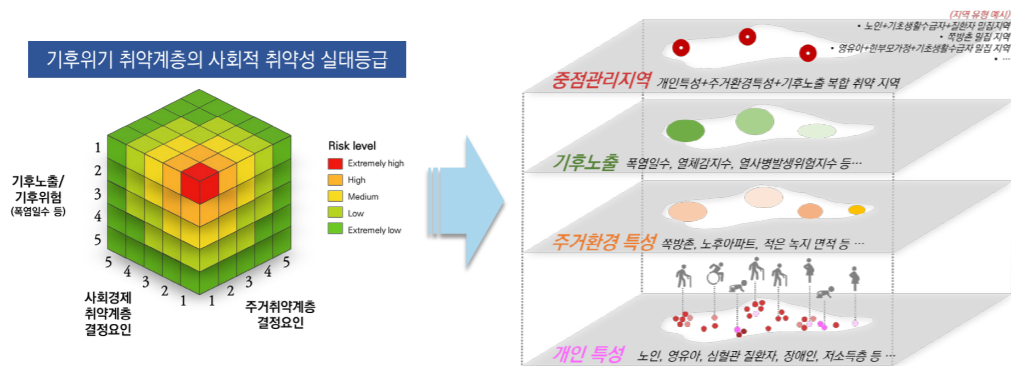 기후위기 취약계층의 사회적 취약성 실태등급
기후노출/
기후위험
(폭염일수 등)
1
2
3
4
5
5
4
3
2
1
1
2
3
4
5
사회경제
취약계층
결정요인
주거취약계층
결정요인
Risk level
Extremely high
High
Medium
Low
Extremely low
(지역 유형 예시)
• 노인+기초생활수급자+질환자 밀집지역
• 쪽방촌 밀집 지역
• 영유아+한부모가정+기초생활수급자 밀집 지역
• …
중점관리지역 개인특성+주거환경특성+기후노출 복합 취약 지역
기후노출 폭염일수, 열체감지수, 열사병발생위험지수 등…
주거환경 특성 쪽방촌, 노후아파트, 적은 녹지 면적 등 …
개인 특성 노인, 영유아, 심혈관 질환자, 장애인, 저소득층 등 …